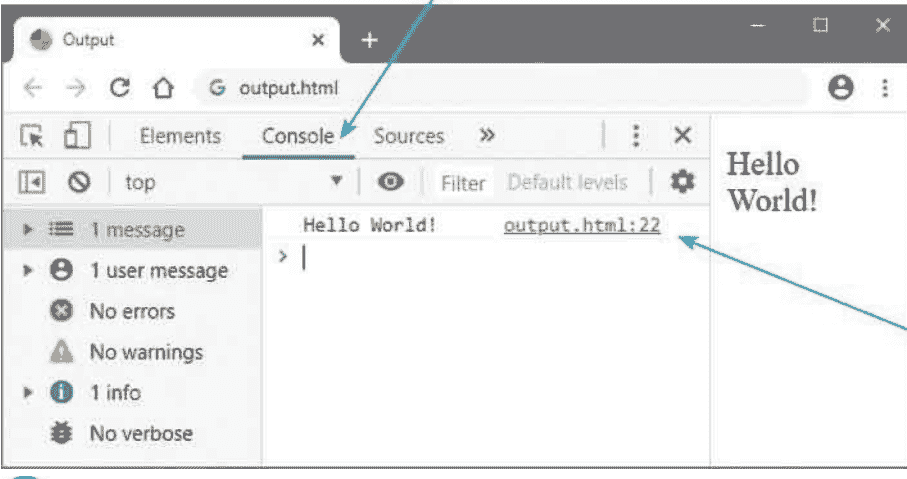 Output
output.html
Elements Console Sources
top Filter Default levels
Hello
World!
1 message
Hello World! output.html:22
1 user message
No errors
No warnings
1 info
No verbose